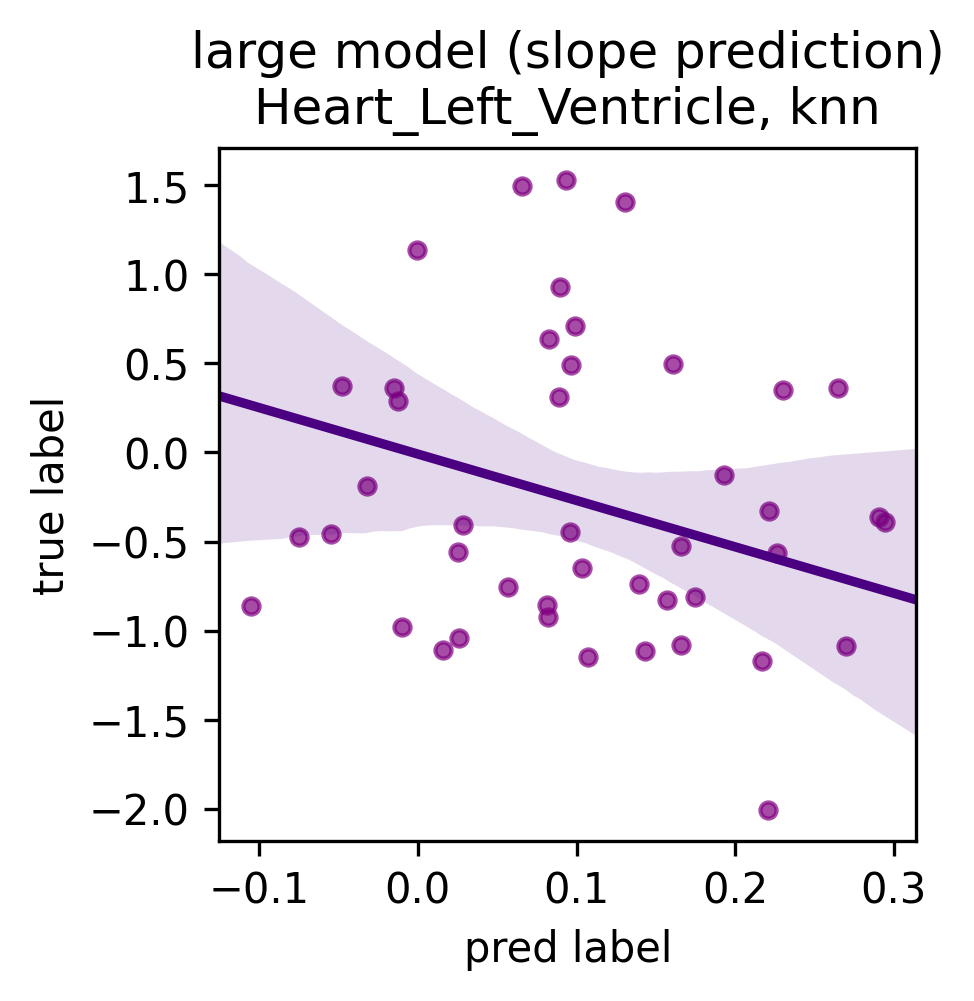 large model (slope prediction)
Heart_Left_Ventricle, knn
1.5
1.0
0.5
0.0
−0.5
−1.0
−1.5
−2.0
true label
−0.1 0.0 0.1 0.2 0.3
pred label